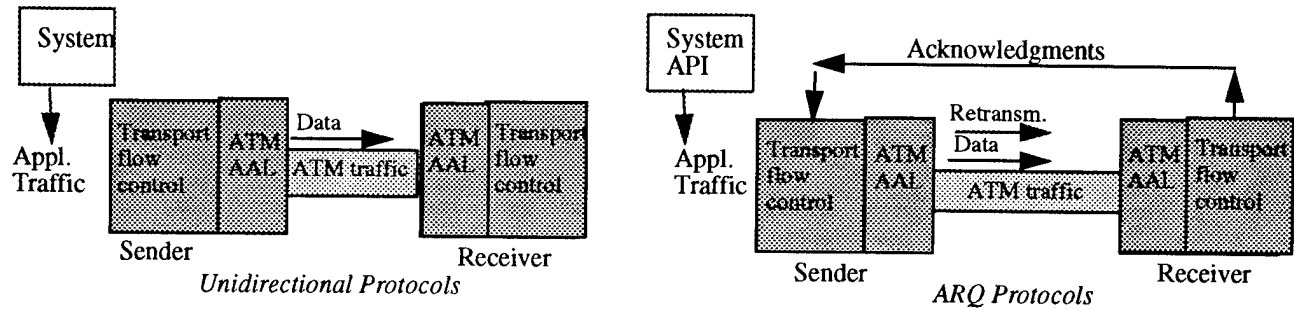 System
Appl.
Traffic
Transport
flow
control
ATM
AAL
Data
ATM traffic
ATM
AAL
Transport
flow
control
Sender
Receiver
Unidirectional Protocols
System
API
Appl.
Traffic
Acknowledgments
Transport
flow
control
ATM
AAL
Retransm.
Data
ATM traffic
ATM
AAL
Transport
flow
control
Sender
Receiver
ARQ Protocols